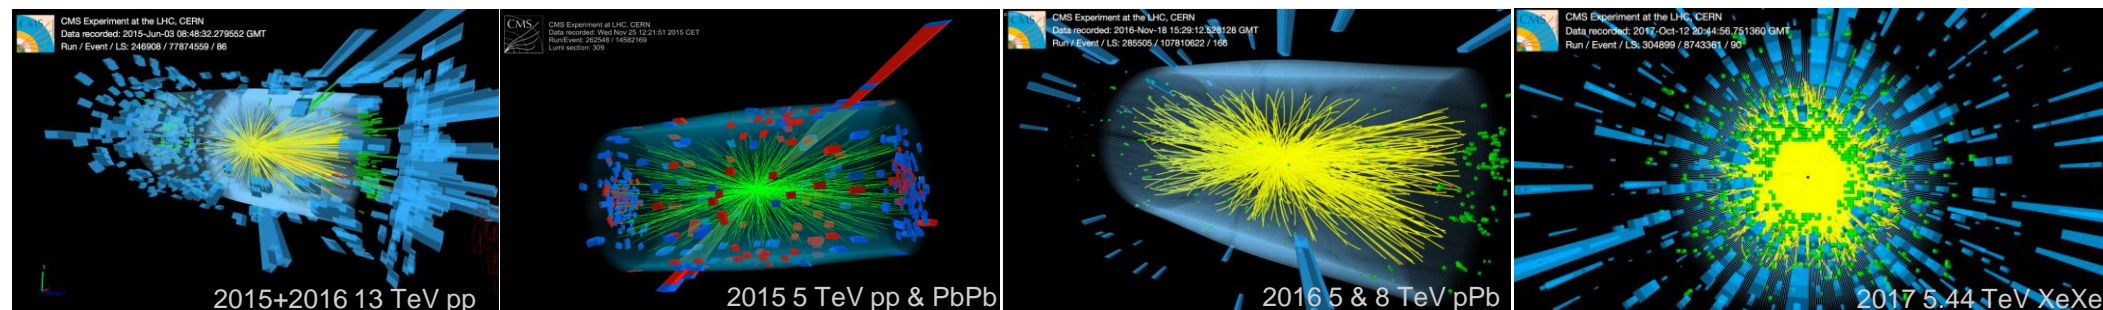 CMS
CMS Experiment at the LHC, CERN
Data recorded: 2015-Jun-03 08:48:32.279552 GMT
Run / Event / LS: 246908 / 77874559 / 86
2015+2016 13 TeV pp
CMS
CMS Experiment at the LHC, CERN
Data recorded: Wed Nov 25 12:21:51 2015 CET
Run/Event: 262548 / 14582169
Lumi section: 309
2015 5 TeV pp & PbPb
CMS
CMS Experiment at the LHC, CERN
Data recorded: 2016-Nov-18 15:29:12.528128 GMT
Run / Event / LS: 285505 / 107810622 / 166
2016 5 & 8 TeV pPb
CMS
CMS Experiment at the LHC, CERN
Data recorded: 2017-Oct-12 20:44:56.751360 GMT
Run / Event / LS: 304899 / 8743361 / 90
2017 5.44 TeV XeXe